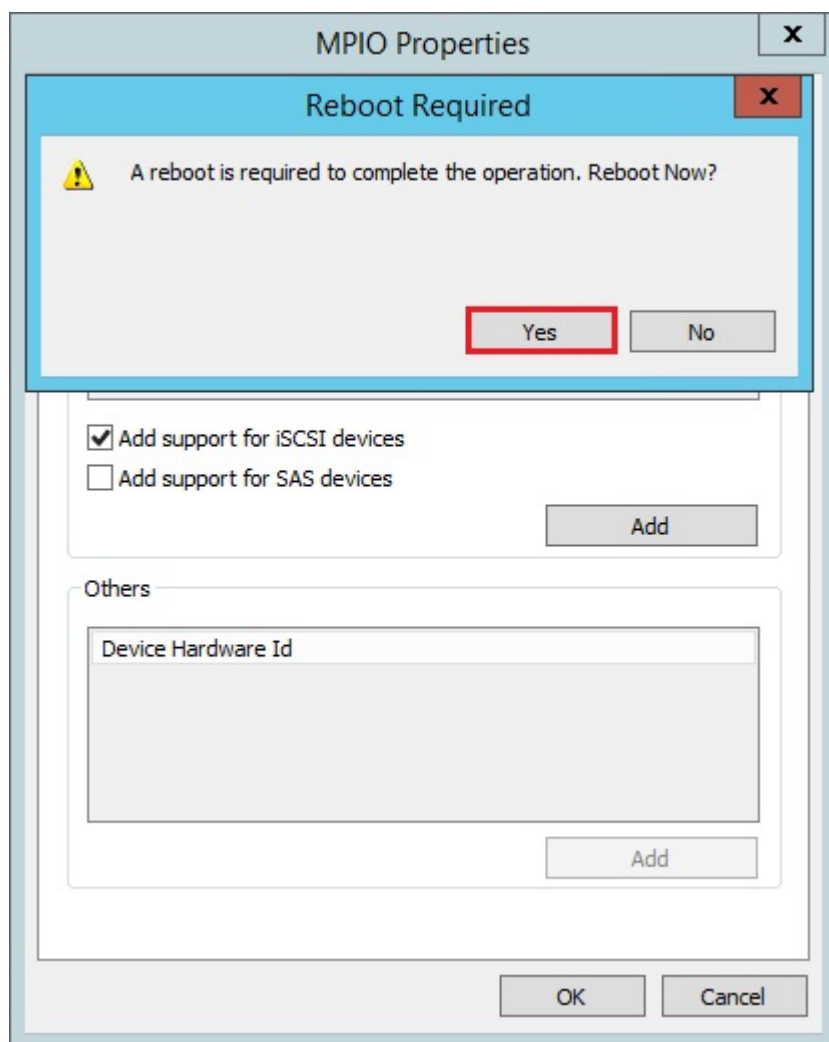 MPIO Properties
x
Reboot Required
x
A reboot is required to complete the operation. Reboot Now?
Yes
No
Add support for iSCSI devices
Add support for SAS devices
Add
Others
Device Hardware Id
Add
OK
Cancel